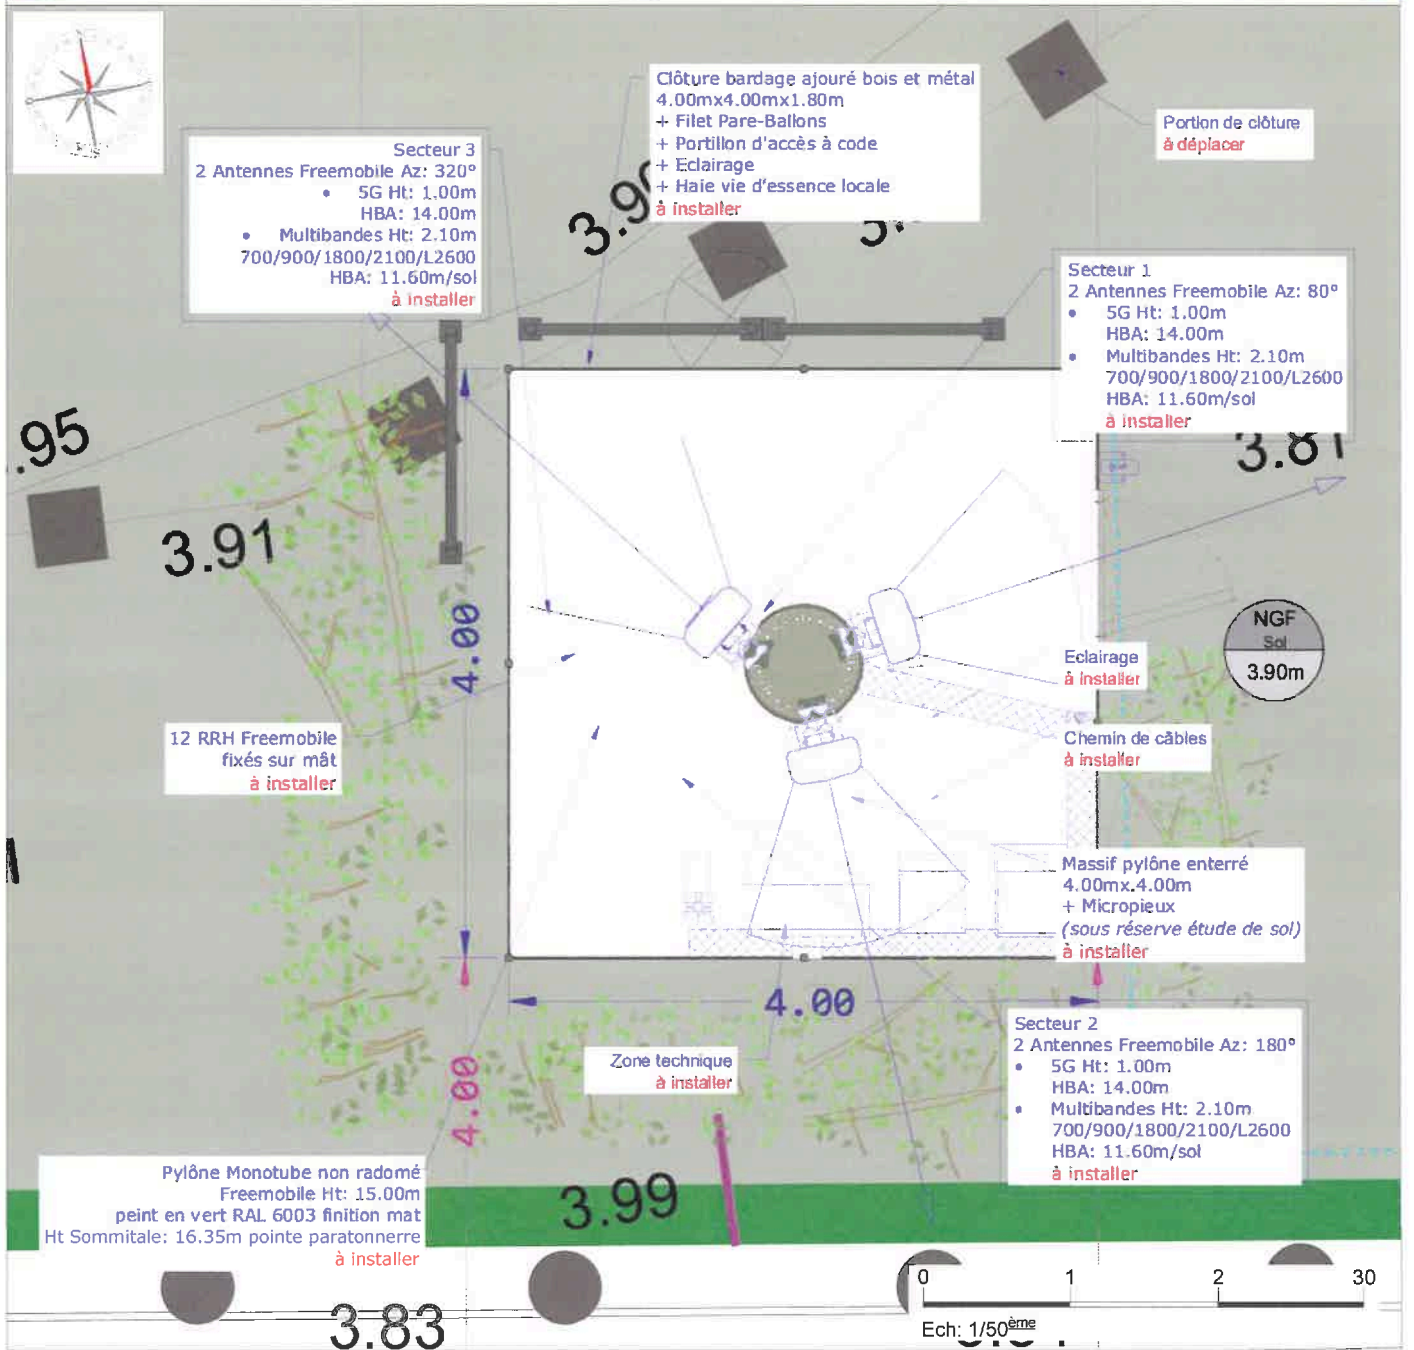 Clôture bardage ajouré bois et métal
4.00mx4.00mx1.80m
+ Filet Pare-Ballons
+ Portillon d'accès à code
+ Eclairage
+ Haie vie d'essence locale
à installer
Portion de clôture
à déplacer
Secteur 3
2 Antennes Freemobile Az: 320°
• 5G Ht: 1.00m
HBA: 14.00m
• Multibandes Ht: 2.10m
700/900/1800/2100/L2600
HBA: 11.60m/sol
à installer
Secteur 1
2 Antennes Freemobile Az: 80°
• 5G Ht: 1.00m
HBA: 14.00m
• Multibandes Ht: 2.10m
700/900/1800/2100/L2600
HBA: 11.60m/sol
à installer
3.81
.95
3.91
4.00
NGF
Sol
3.90m
Eclairage
à installer
12 RRH Freemobile
fixés sur mât
à installer
Chemin de câbles
à installer
Massif pylône enterré
4.00mx4.00m
+ Micropieux
(sous réserve étude de sol)
à installer
4.00
Secteur 2
2 Antennes Freemobile Az: 180°
• 5G Ht: 1.00m
HBA: 14.00m
• Multibandes Ht: 2.10m
700/900/1800/2100/L2600
HBA: 11.60m/sol
à installer
Zone technique
à installer
4.00
Pylône Monotube non radomé
Freemobile Ht: 15.00m
peint en vert RAL 6003 finition mat
Ht Sommitale: 16.35m pointe paratonnerre
à installer
3.99
3.83
0 1 2 30
Ech: 1/50ème